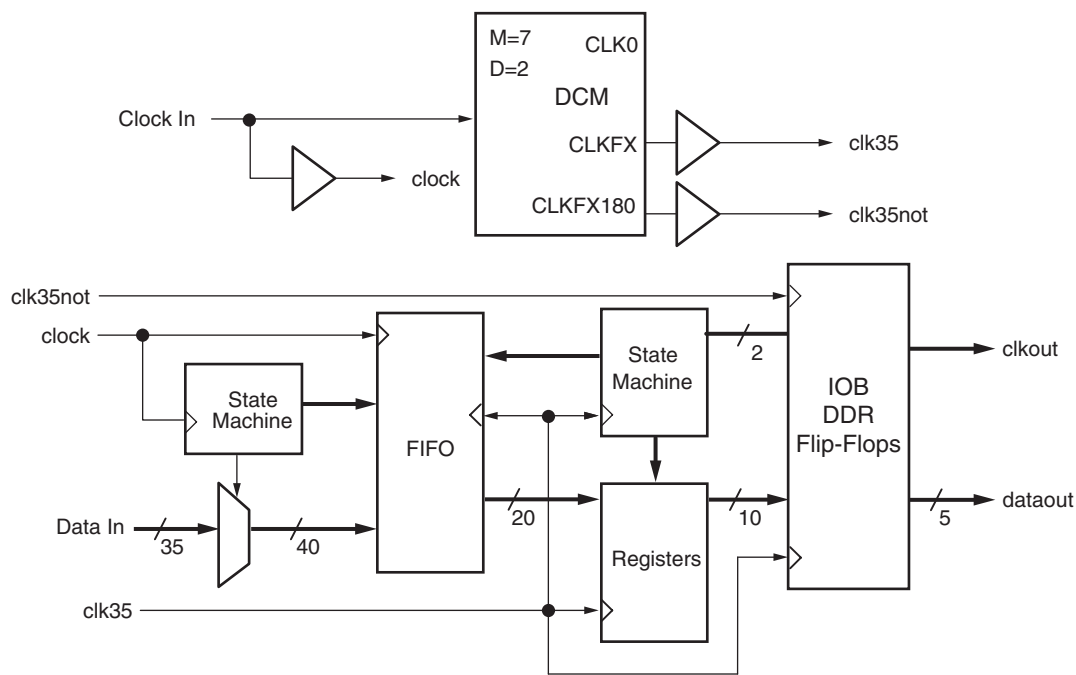 M=7
CLK0
D=2
DCM
Clock In
CLKFX
clk35
clock
CLKFX180
clk35not
clk35not
clock
State
Machine
2
clkout
State
Machine
IOB
DDR
Flip-Flops
FIFO
Data In
35
40
20
10
5
dataout
Registers
clk35